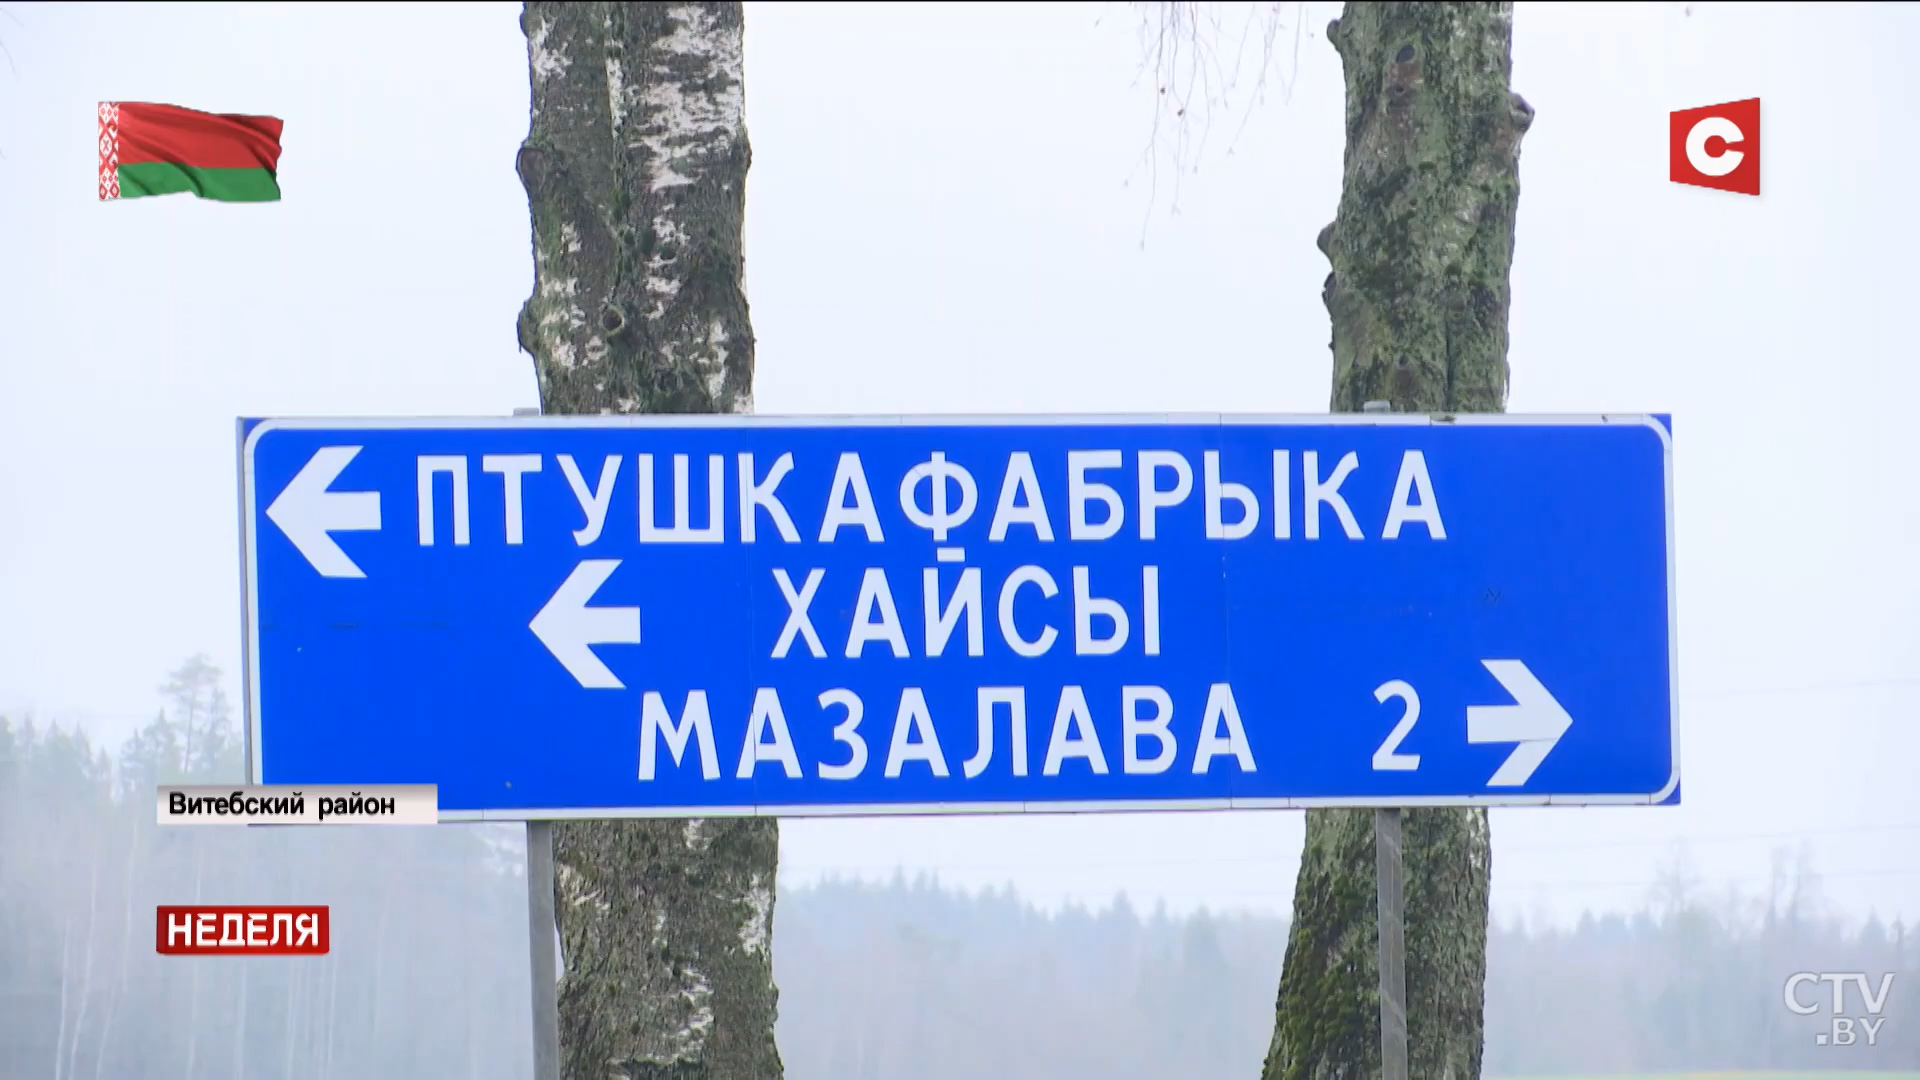 С
ПТУШКАФАБРЫКА
ХАЙСЫ
МАЗАЛАВА 2
Витебский район
НЕДЕЛЯ
CTV
.BY